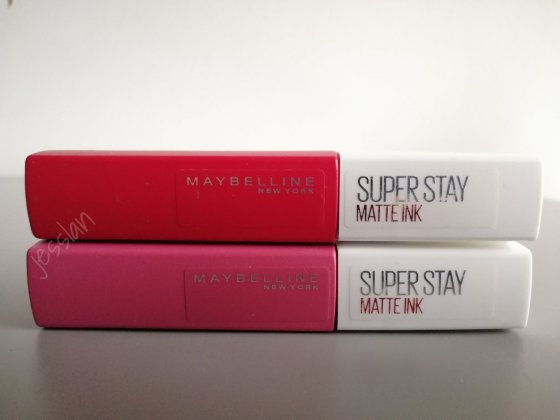 MAYBELLINE
NEW YORK
SUPER STAY
MATTE INK
jesslan
MAYBELLINE
NEW YORK
SUPER STAY
MATTE INK